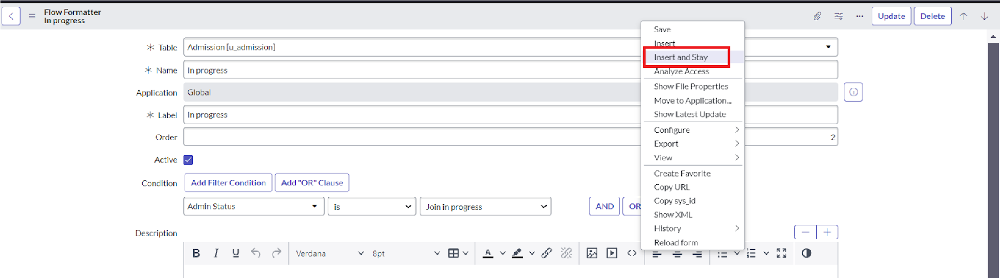 Flow Formatter
In progress
Update
Delete
Table
Admission [u_admission]
Name
In progress
Application
Global
Label
In progress
Order
2
Active
Condition
Add Filter Condition
Add "OR" Clause
Admin Status
is
Join in progress
AND
OR
Description
B I U
Verdana
8pt
A
Save
Insert
Insert and Stay
Analyze Access
Show File Properties
Move to Application...
Show Latest Update
Configure
Export
View
Create Favorite
Copy URL
Copy sys_id
Show XML
History
Reload form